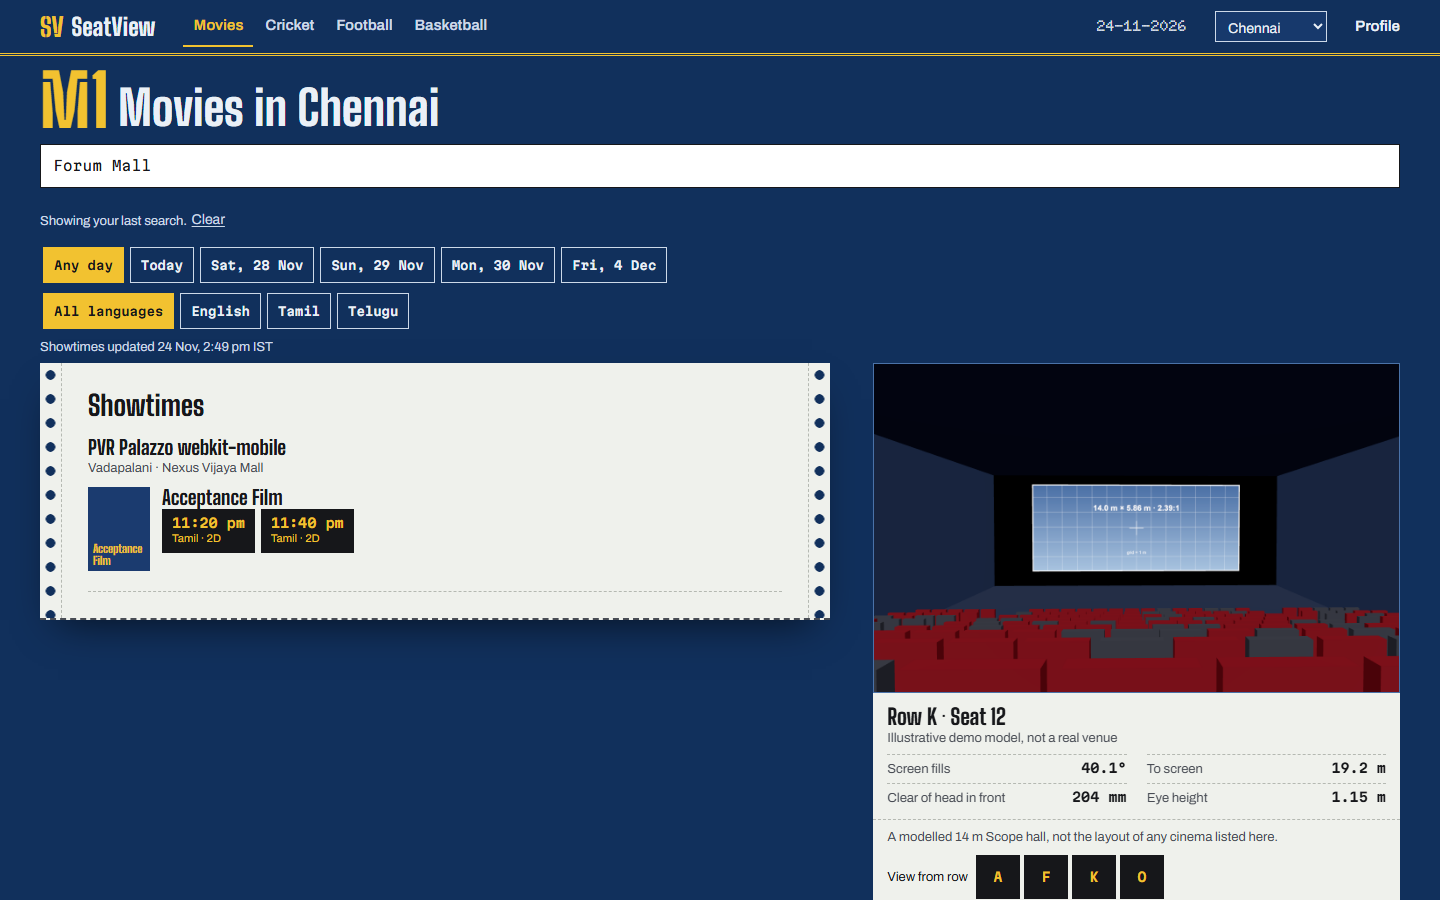 SV SeatView Movies Cricket Football Basketball 24-11-2026 Chennai Profile
M1 Movies in Chennai
Forum Mall
Showing your last search. Clear
Any day Today Sat, 28 Nov Sun, 29 Nov Mon, 30 Nov Fri, 4 Dec
All languages English Tamil Telugu
Showtimes updated 24 Nov, 2:49 pm IST
Showtimes
PVR Palazzo webkit-mobile
Vadapalani · Nexus Vijaya Mall
Acceptance Film
Acceptance Film
11:20 pm
Tamil · 2D
11:40 pm
Tamil · 2D
14.0 m × 5.86 m · 2.39:1
Row K · Seat 12
Illustrative demo model, not a real venue
Screen fills 40.1° To screen 19.2 m
Clear of head in front 204 mm Eye height 1.15 m
A modelled 14 m Scope hall, not the layout of any cinema listed here.
View from row A F K O